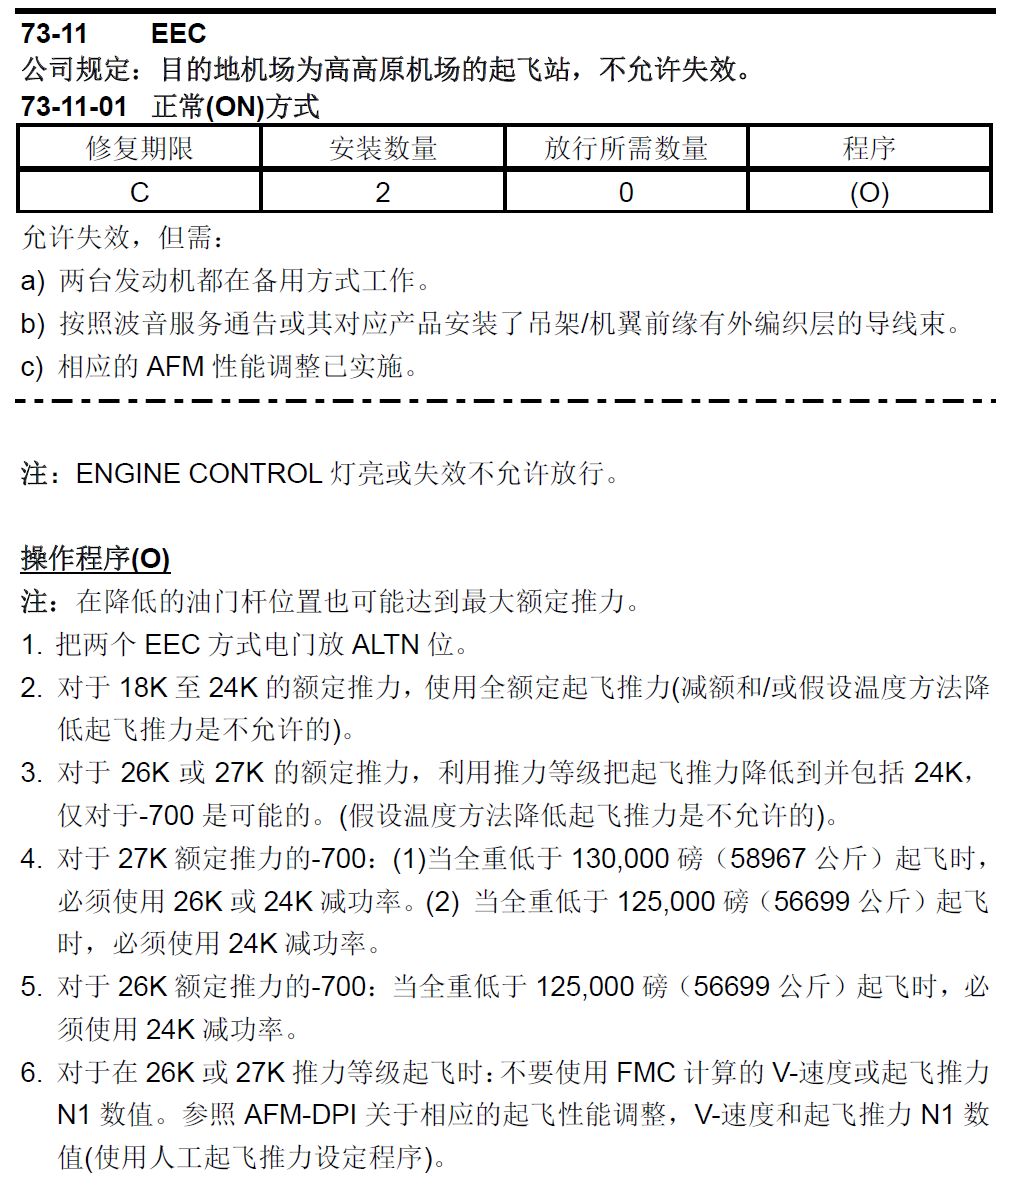 73-11 EEC
公司规定：目的地机场为高高原机场的起飞站，不允许失效。
73-11-01 正常(ON)方式
修复期限 安装数量 放行所需数量 程序
C 2 0 (O)
允许失效，但需：
a) 两台发动机都在备用方式工作。
b) 按照波音服务通告或其对应产品安装了吊架/机翼前缘有外编织层的导线束。
c) 相应的 AFM 性能调整已实施。
注：ENGINE CONTROL 灯亮或失效不允许放行。
操作程序(O)
注：在降低的油门杆位置也可能达到最大额定推力。
1. 把两个 EEC 方式电门放 ALTN 位。
2. 对于 18K 至 24K 的额定推力，使用全额定起飞推力(减额和/或假设温度方法降
低起飞推力是不允许的)。
3. 对于 26K 或 27K 的额定推力，利用推力等级把起飞推力降低到并包括 24K，
仅对于-700 是可能的。(假设温度方法降低起飞推力是不允许的)。
4. 对于 27K 额定推力的-700：(1)当全重低于 130,000 磅（58967 公斤）起飞时，
必须使用 26K 或 24K 减功率。(2) 当全重低于 125,000 磅（56699 公斤）起飞
时，必须使用 24K 减功率。
5. 对于 26K 额定推力的-700：当全重低于 125,000 磅（56699 公斤）起飞时，必
须使用 24K 减功率。
6. 对于在 26K 或 27K 推力等级起飞时：不要使用 FMC 计算的 V-速度或起飞推力
N1 数值。参照 AFM-DPI 关于相应的起飞性能调整，V-速度和起飞推力 N1 数
值(使用人工起飞推力设定程序)。